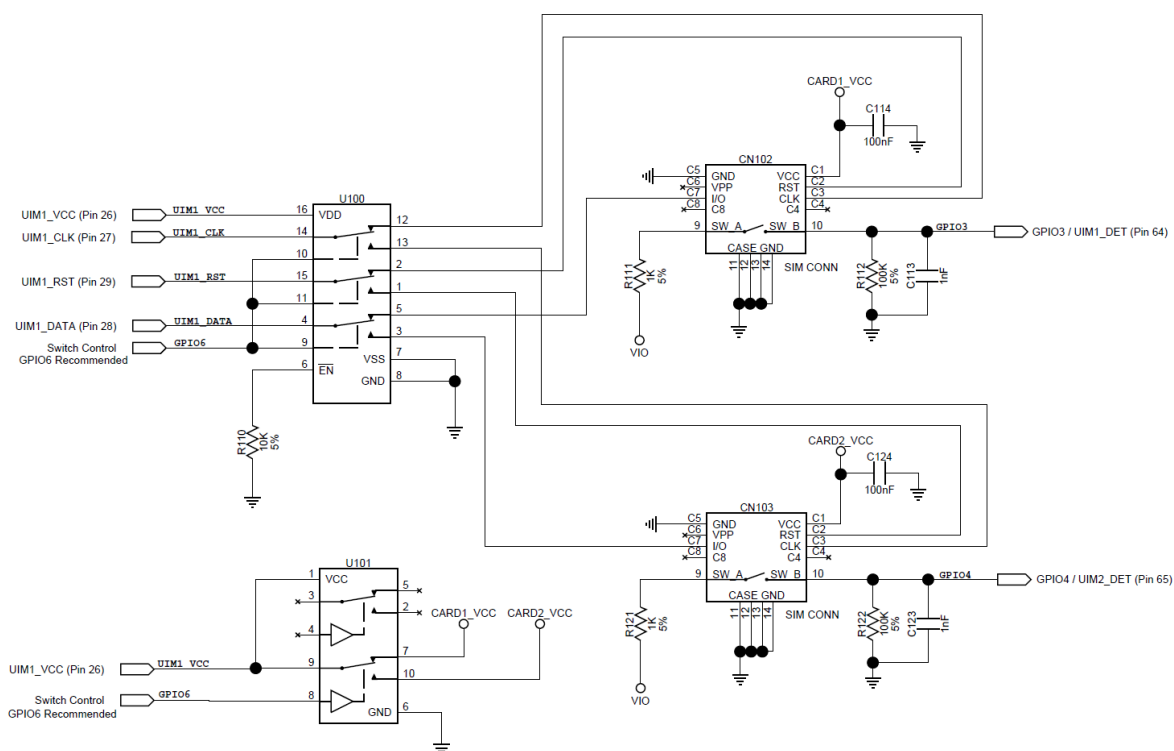 CARD1_VCC
C114
100nF
CN102
C5 GND VCC C1
C6 VPP RST C2
C7 I/O CLK C3
C8 C8 C4 C4
9 SW_A SW_B 10
GPIO3
GPIO3 / UIM1_DET (Pin 64)
CASE GND
11 12 13 14
SIM CONN
R111 1K 5%
VIO
R112 100K 5%
C113 1nF
U100
UIM1_VCC (Pin 26) UIM1_VCC 16 VDD
12
UIM1_CLK (Pin 27) UIM1_CLK 14
13
10
2
UIM1_RST (Pin 29) UIM1_RST 15
1
11
5
UIM1_DATA (Pin 28) UIM1_DATA 4
3
Switch Control
GPIO6 Recommended
GPIO6 9
VSS 7
6 EN
GND 8
R110 10K 5%
CARD2_VCC
C124
100nF
CN103
C5 GND VCC C1
C6 VPP RST C2
C7 I/O CLK C3
C8 C8 C4 C4
9 SW_A SW_B 10
GPIO4
GPIO4 / UIM2_DET (Pin 65)
CASE GND
11 12 13 14
SIM CONN
R121 1K 5%
VIO
R122 100K 5%
C123 1nF
U101
1 VCC
5
3
2
4
CARD1_VCC CARD2_VCC
7
UIM1_VCC (Pin 26) UIM1_VCC 9
10
Switch Control
GPIO6 Recommended
GPIO6 8
GND 6